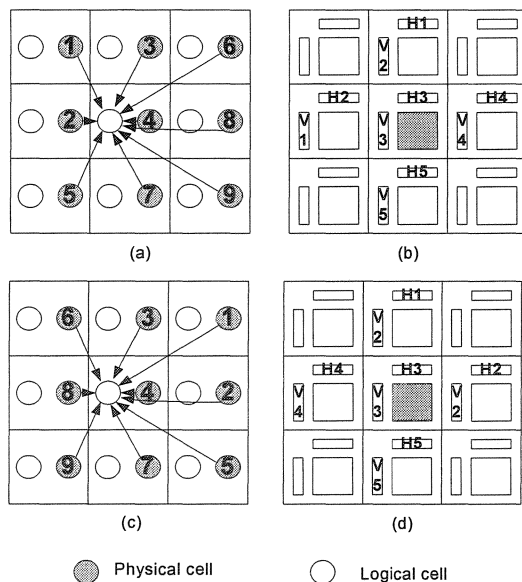 1 3 6
2 4 8
5 7 9
(a)
H1
V
2
H2 H3 H4
V V V
1 3 4
H5
V
5
(b)
6 3 1
8 4 2
9 7 5
(c)
H1
V
2
H4 H3 H2
V V V
4 3 2
H5
V
5
(d)
Physical cell
Logical cell